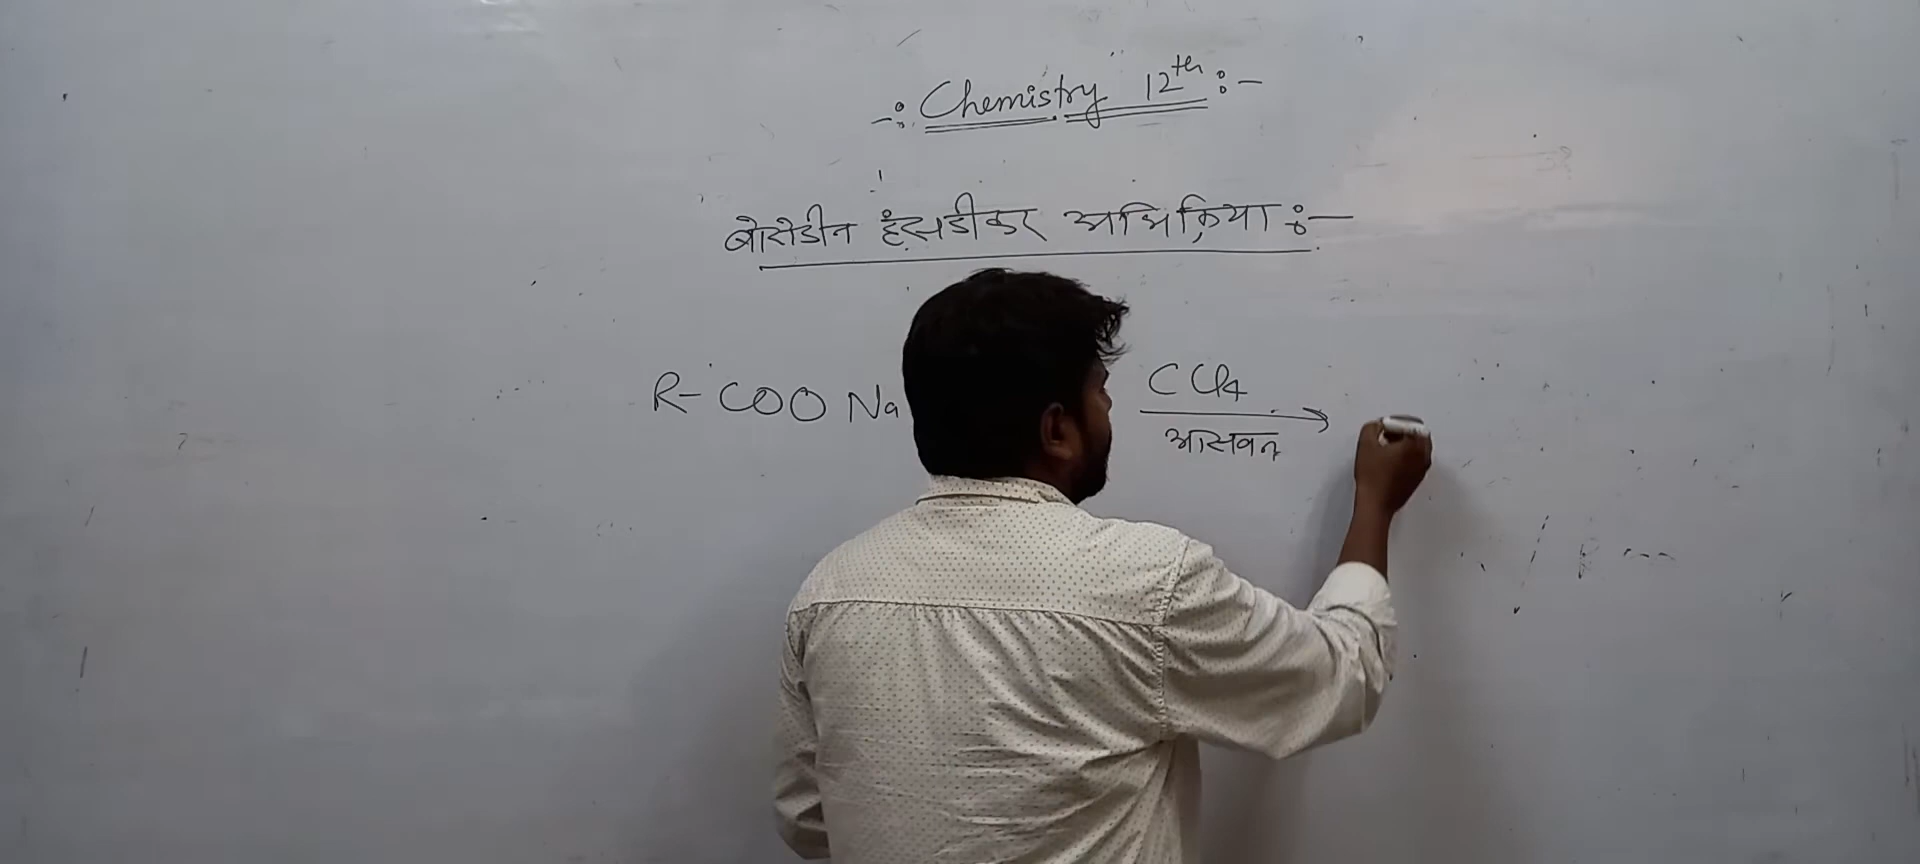 -: Chemistry 12th :-
बोरोडीन हंसडीकर अभिक्रिया :-
R- COO Na
CCl4
आसवन